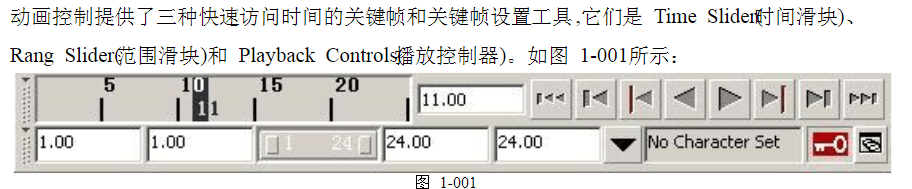 动画控制提供了三种快速访问时间的关键帧和关键帧设置工具,它们是 Time Slider(时间滑块)、
Rang Slider(范围滑块)和 Playback Controls(播放控制器)。如图 1-001所示：
5 10 15 20
11
11.00
1.00 1.00 1 24 24.00 24.00 No Character Set
图 1-001